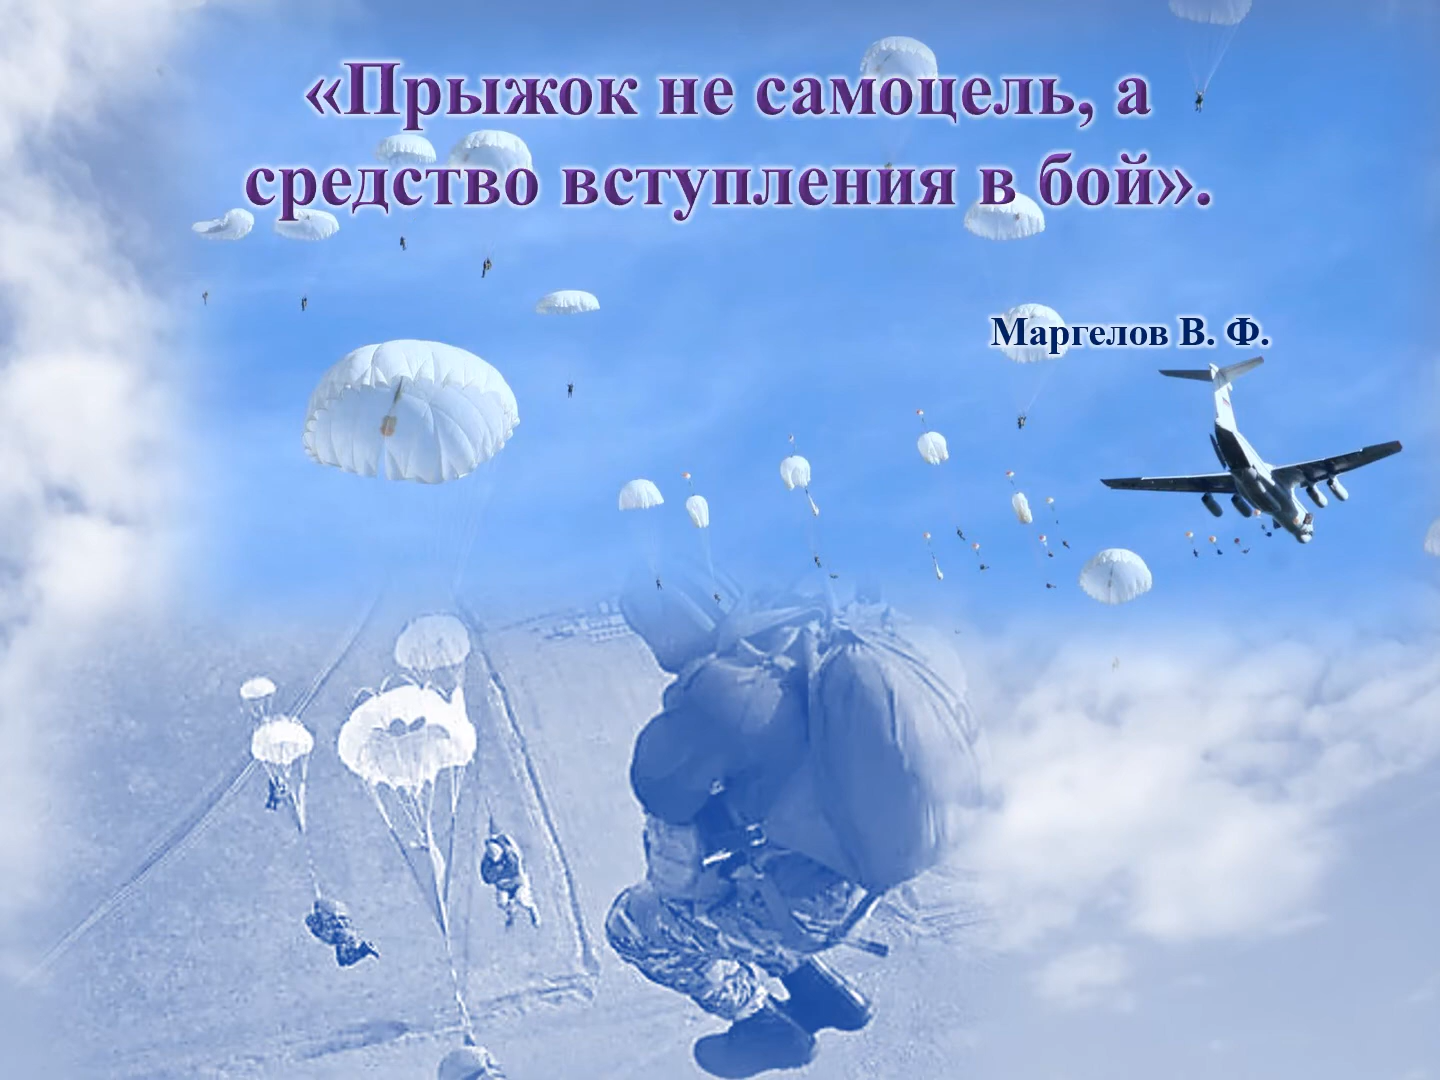 «Прыжок не самоцель, а
средство вступления в бой».
Маргелов В. Ф.